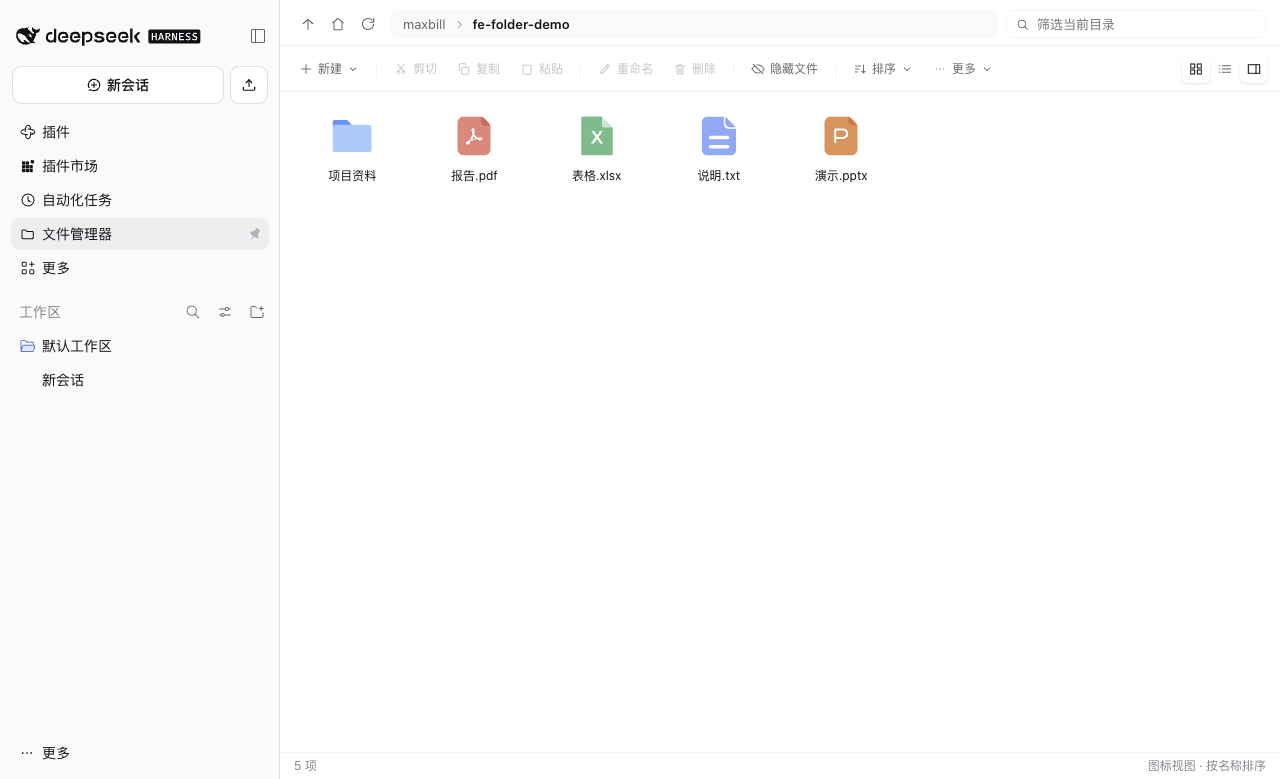 deepseek HARNESS
新会话
插件
插件市场
自动化任务
文件管理器
更多
工作区
默认工作区
新会话
更多
maxbill > fe-folder-demo
筛选当前目录
新建 剪切 复制 粘贴 重命名 删除 隐藏文件 排序 更多
项目资料 报告.pdf 表格.xlsx 说明.txt 演示.pptx
5 项
图标视图 · 按名称排序